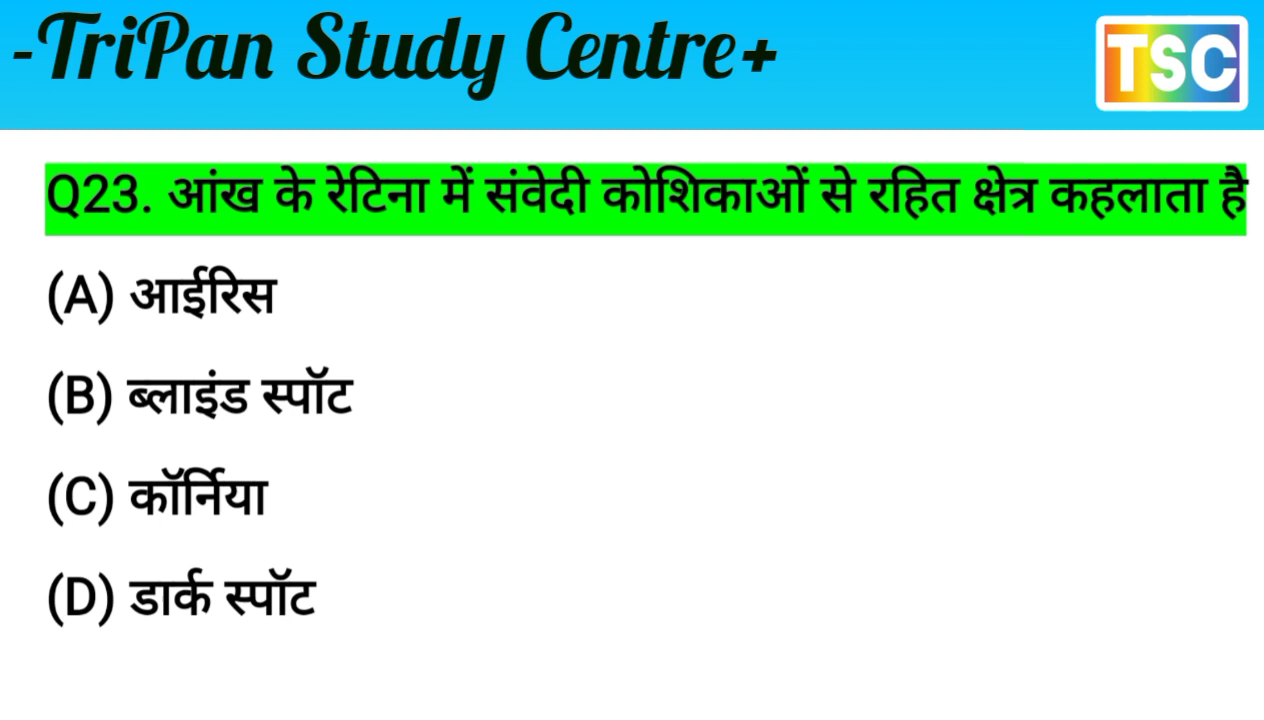 -TriPan Study Centre+
TSC
Q23. आंख के रेटिना में संवेदी कोशिकाओं से रहित क्षेत्र कहलाता है
(A) आईरिस
(B) ब्लाइंड स्पॉट
(C) कॉर्निया
(D) डार्क स्पॉट